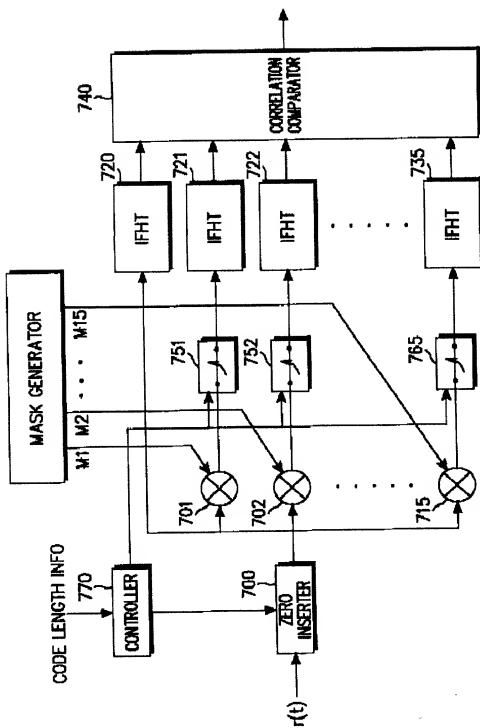 MASK GENERATOR
M1 M2 • • • M15
CODE LENGTH INFO
770
CONTROLLER
700
ZERO
INSERTER
r(t)
701
702
715
751
752
765
720
IFHT
721
IFHT
722
IFHT
735
IFHT
740
CORRELATION
COMPARATOR